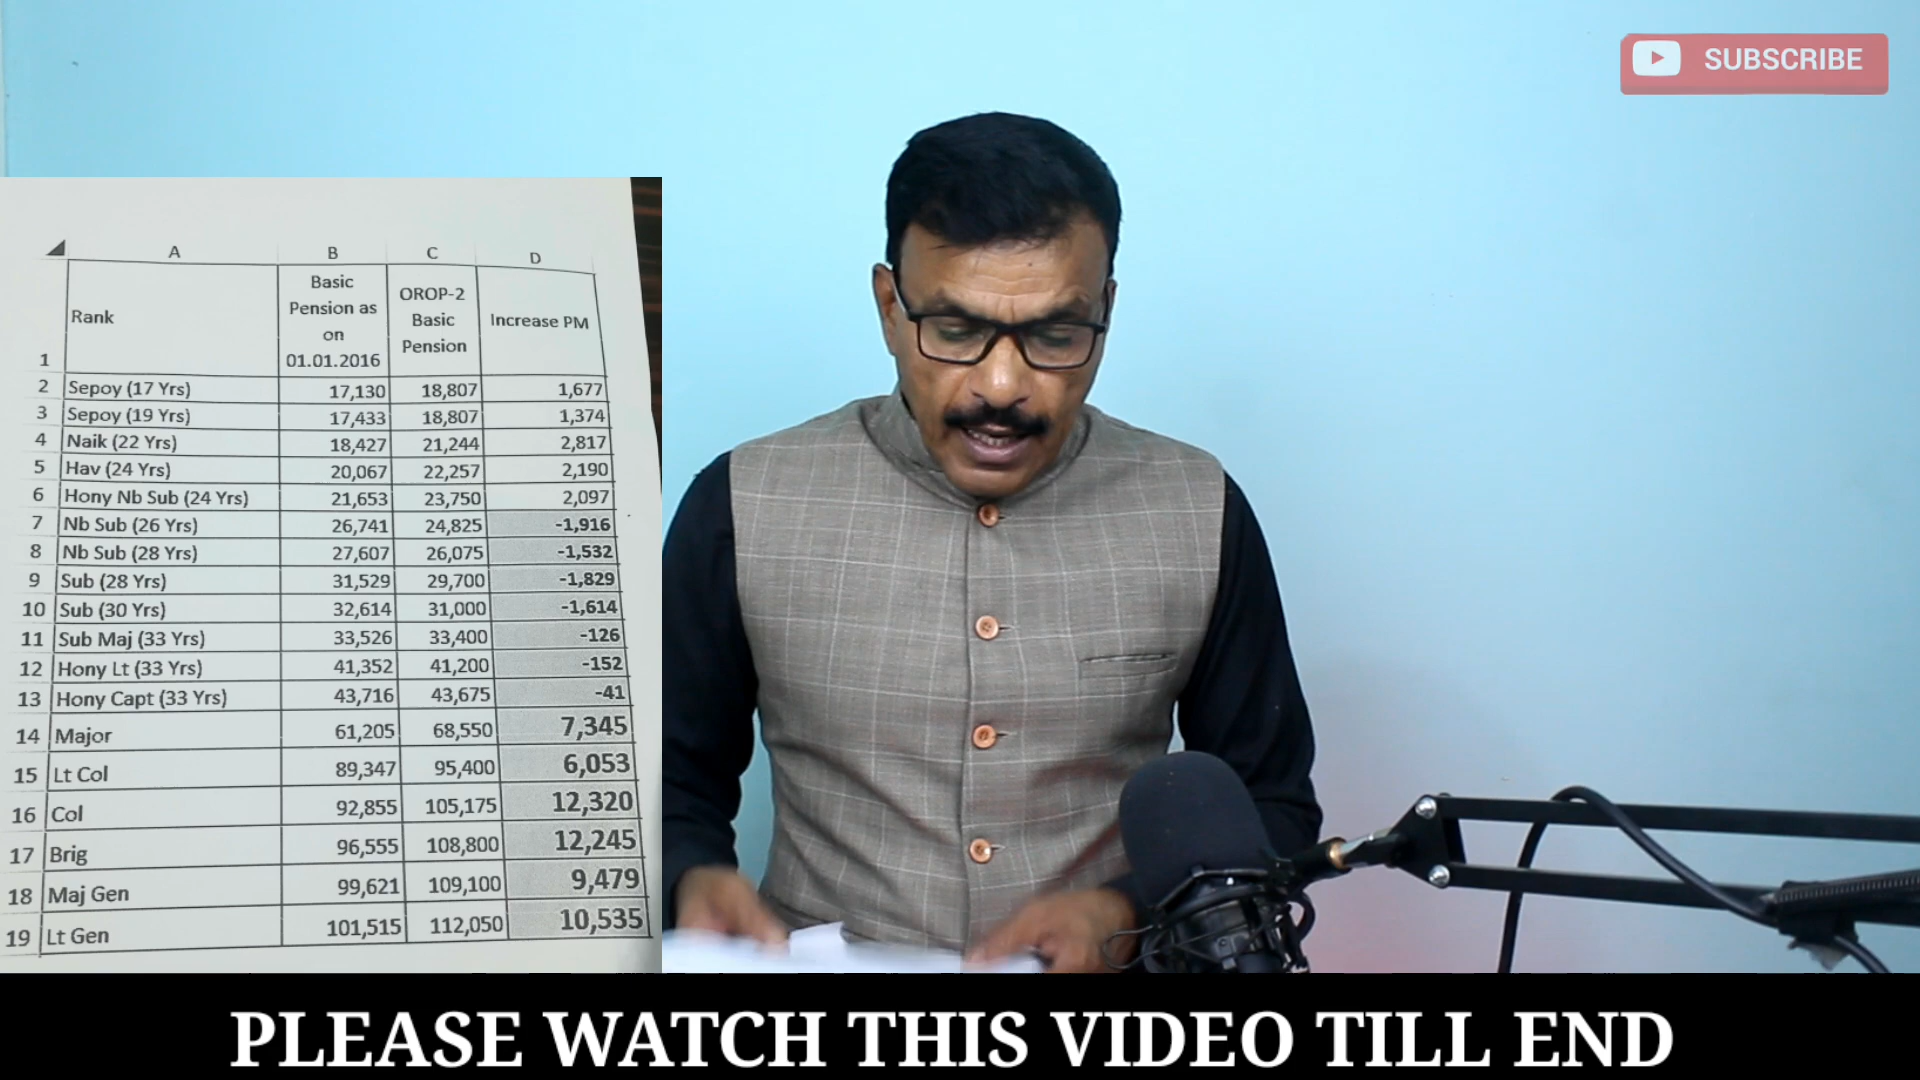 SUBSCRIBE
A B C D
1 Rank Basic Pension as on 01.01.2016 OROP-2 Basic Pension Increase PM
2 Sepoy (17 Yrs) 17,130 18,807 1,677
3 Sepoy (19 Yrs) 17,433 18,807 1,374
4 Naik (22 Yrs) 18,427 21,244 2,817
5 Hav (24 Yrs) 20,067 22,257 2,190
6 Hony Nb Sub (24 Yrs) 21,653 23,750 2,097
7 Nb Sub (26 Yrs) 26,741 24,825 -1,916
8 Nb Sub (28 Yrs) 27,607 26,075 -1,532
9 Sub (28 Yrs) 31,529 29,700 -1,829
10 Sub (30 Yrs) 32,614 31,000 -1,614
11 Sub Maj (33 Yrs) 33,526 33,400 -126
12 Hony Lt (33 Yrs) 41,352 41,200 -152
13 Hony Capt (33 Yrs) 43,716 43,675 -41
14 Major 61,205 68,550 7,345
15 Lt Col 89,347 95,400 6,053
16 Col 92,855 105,175 12,320
17 Brig 96,555 108,800 12,245
18 Maj Gen 99,621 109,100 9,479
19 Lt Gen 101,515 112,050 10,535
PLEASE WATCH THIS VIDEO TILL END